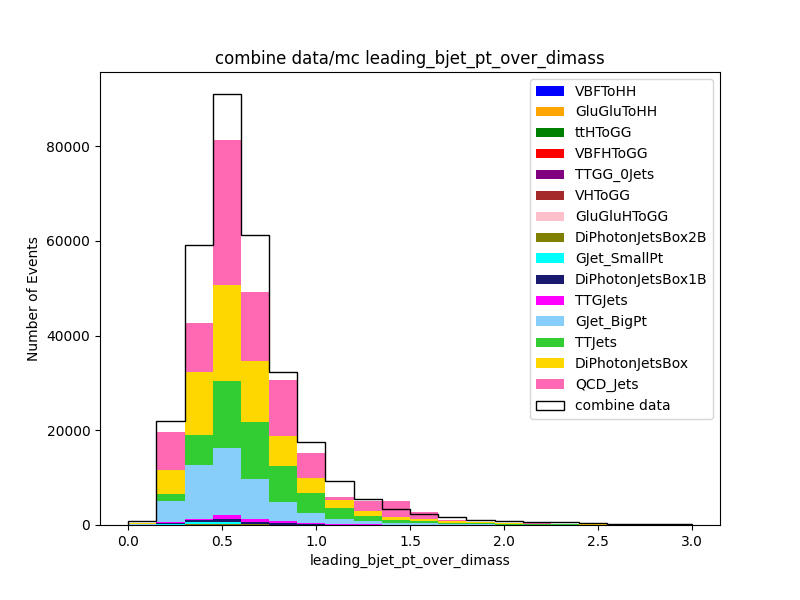 combine data/mc leading_bjet_pt_over_dimass
Number of Events
80000
60000
40000
20000
0
0.0 0.5 1.0 1.5 2.0 2.5 3.0
leading_bjet_pt_over_dimass
VBFToHH
GluGluToHH
ttHToGG
VBFHToGG
TTGG_0Jets
VHToGG
GluGluHToGG
DiPhotonJetsBox2B
GJet_SmallPt
DiPhotonJetsBox1B
TTGJets
GJet_BigPt
TTJets
DiPhotonJetsBox
QCD_Jets
combine data